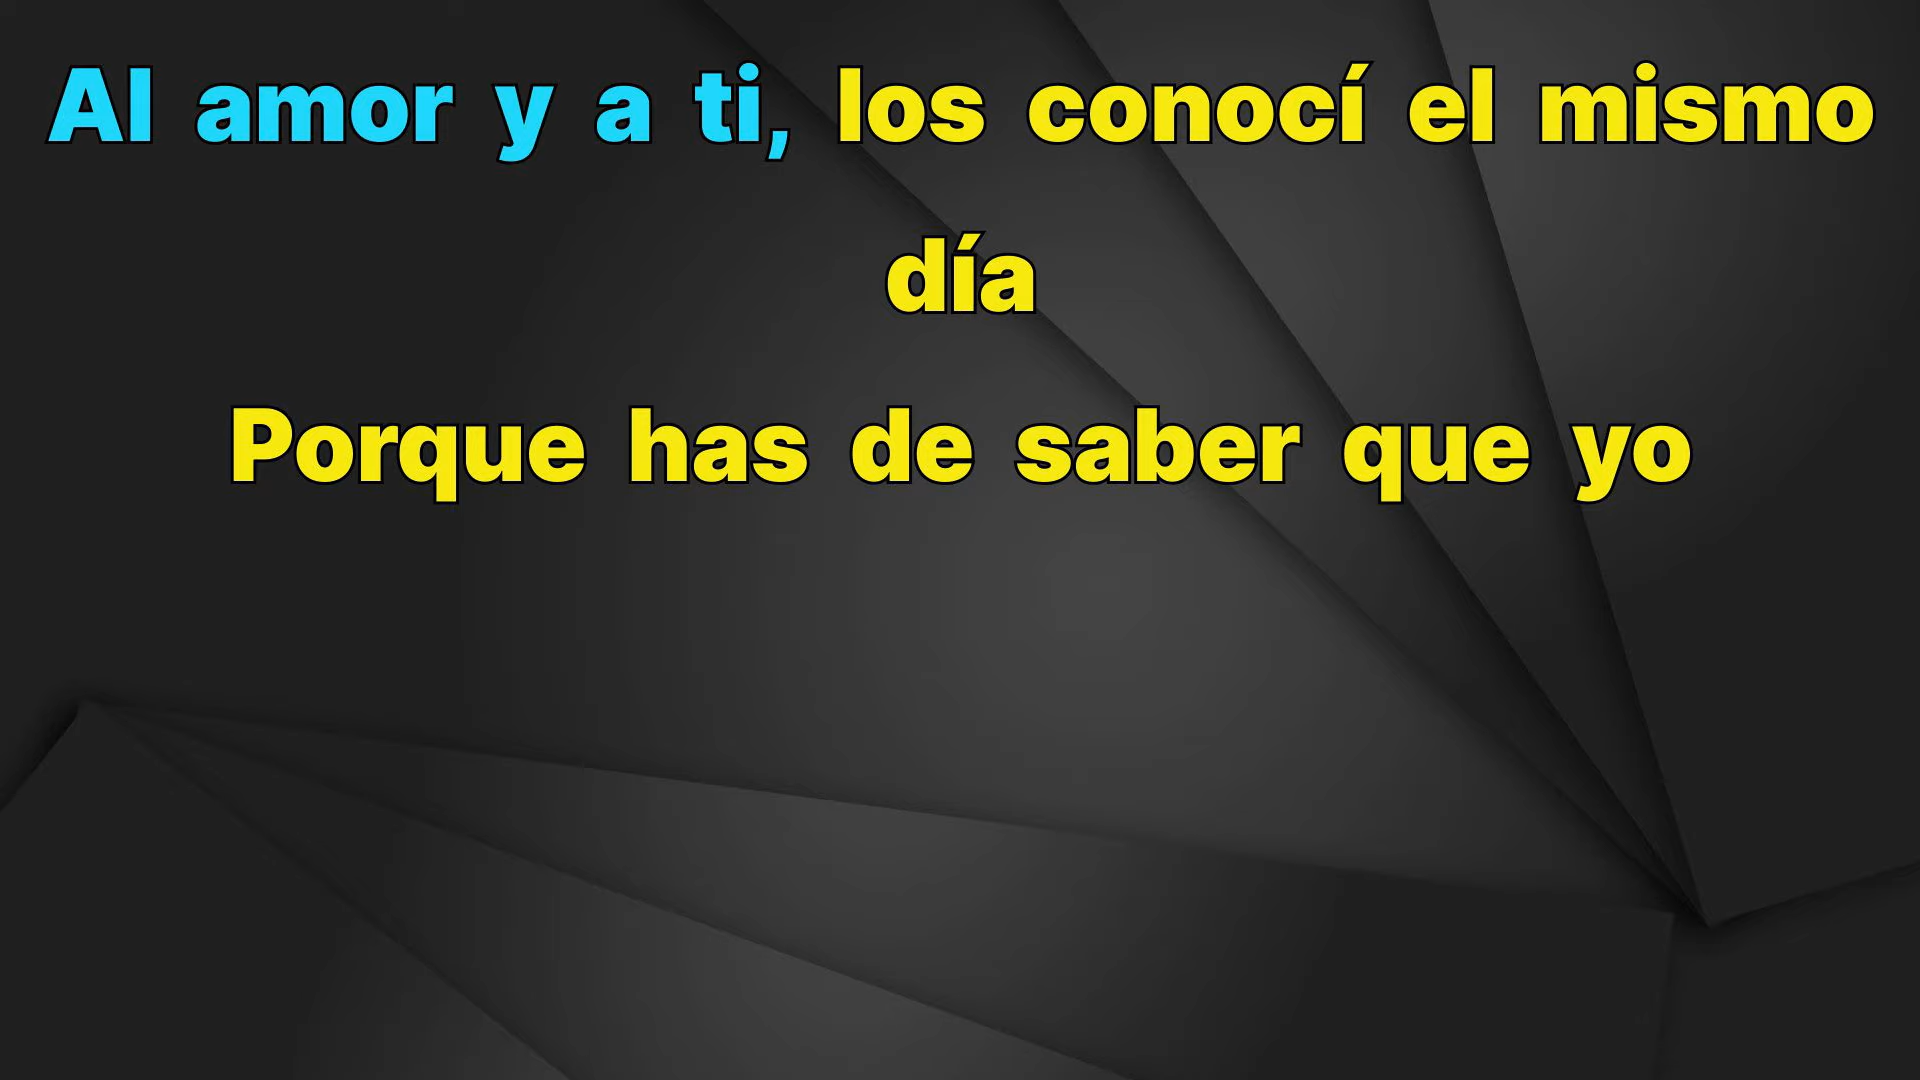 Al amor y a ti, los conocí el mismo
día
Porque has de saber que yo